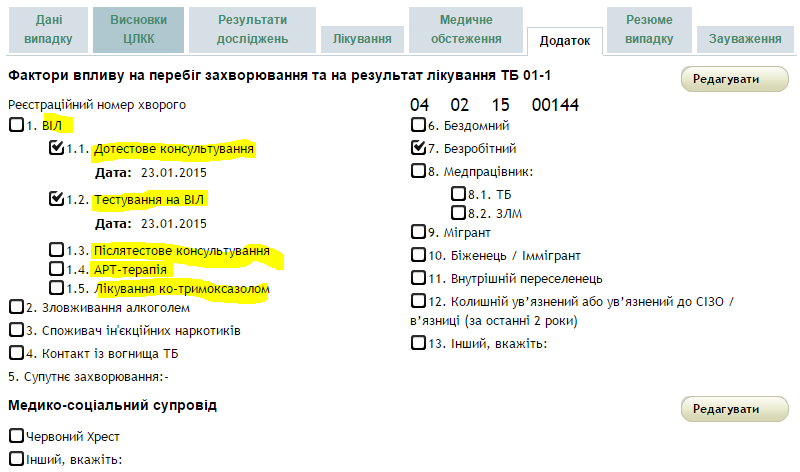 Дані випадку
Висновки ЦЛКК
Результати досліджень
Лікування
Медичне обстеження
Додаток
Резюме випадку
Зауваження
Фактори впливу на перебіг захворювання та на результат лікування ТБ 01-1
Редагувати
Реєстраційний номер хворого
04 02 15 00144
1. ВІЛ
1.1. Дотестове консультування
Дата: 23.01.2015
1.2. Тестування на ВІЛ
Дата: 23.01.2015
1.3. Післятестове консультування
1.4. АРТ-терапія
1.5. Лікування ко-тримоксазолом
2. Зловживання алкоголем
3. Споживач ін'єкційних наркотиків
4. Контакт із вогнища ТБ
5. Супутнє захворювання:-
6. Бездомний
7. Безробітний
8. Медпрацівник:
8.1. ТБ
8.2. ЗЛМ
9. Мігрант
10. Біженець / Іммігрант
11. Внутрішній переселенець
12. Колишній ув’язнений або ув’язнений до СІЗО /
в’язниці (за останні 2 роки)
13. Інший, вкажіть:
Медико-соціальний супровід
Редагувати
Червоний Хрест
Інший, вкажіть: